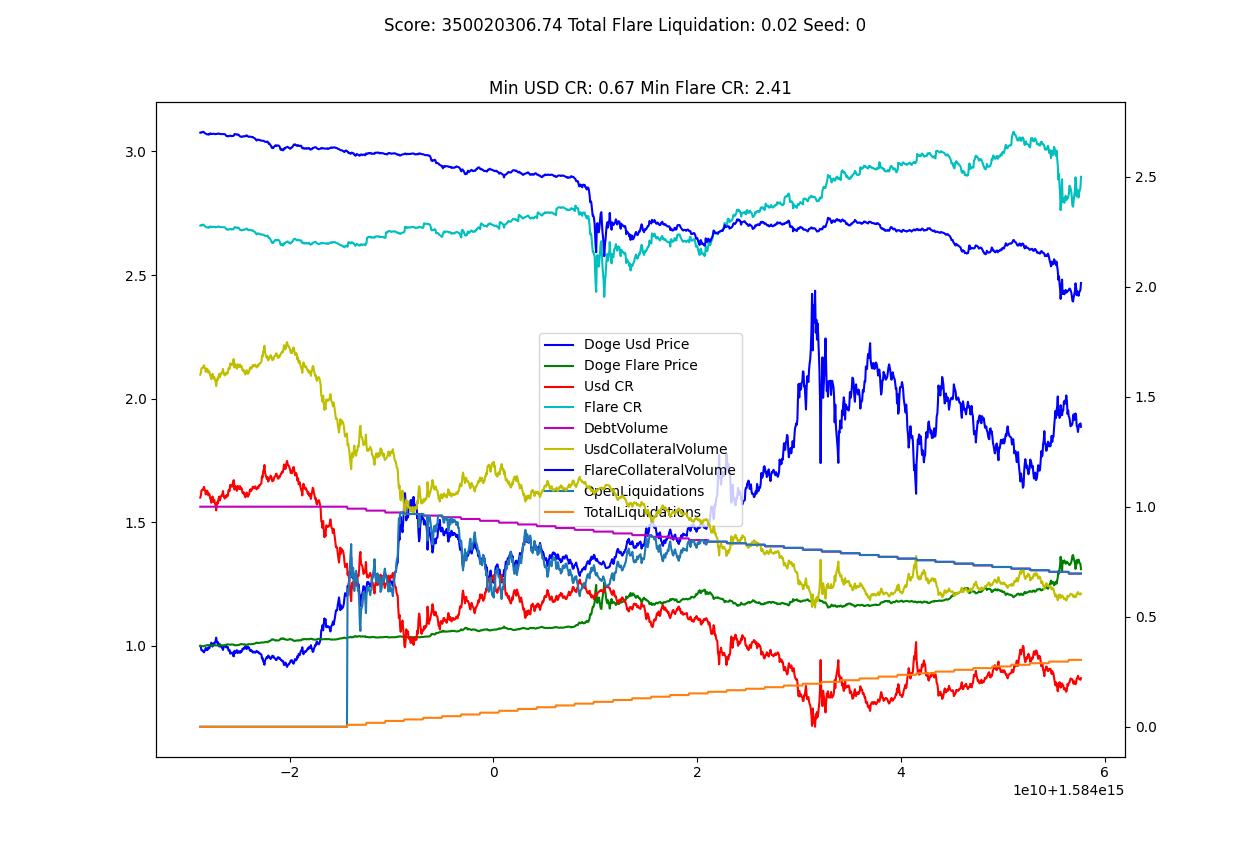 Score: 350020306.74 Total Flare Liquidation: 0.02 Seed: 0
Min USD CR: 0.67 Min Flare CR: 2.41
3.0
2.5
2.0
1.5
1.0
2.5
2.0
1.5
1.0
0.5
0.0
Doge Usd Price
Doge Flare Price
Usd CR
Flare CR
DebtVolume
UsdCollateralVolume
FlareCollateralVolume
OpenLiquidations
TotalLiquidations
−2
0
2
4
6
1e10+1.584e15